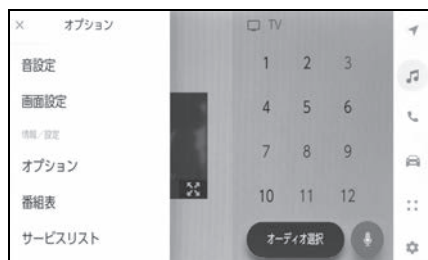 × オプション
音設定
画面設定
情報／設定
オプション
番組表
サービスリスト
TV
1 2 3
4 5 6
7 8 9
10 11 12
オーディオ選択